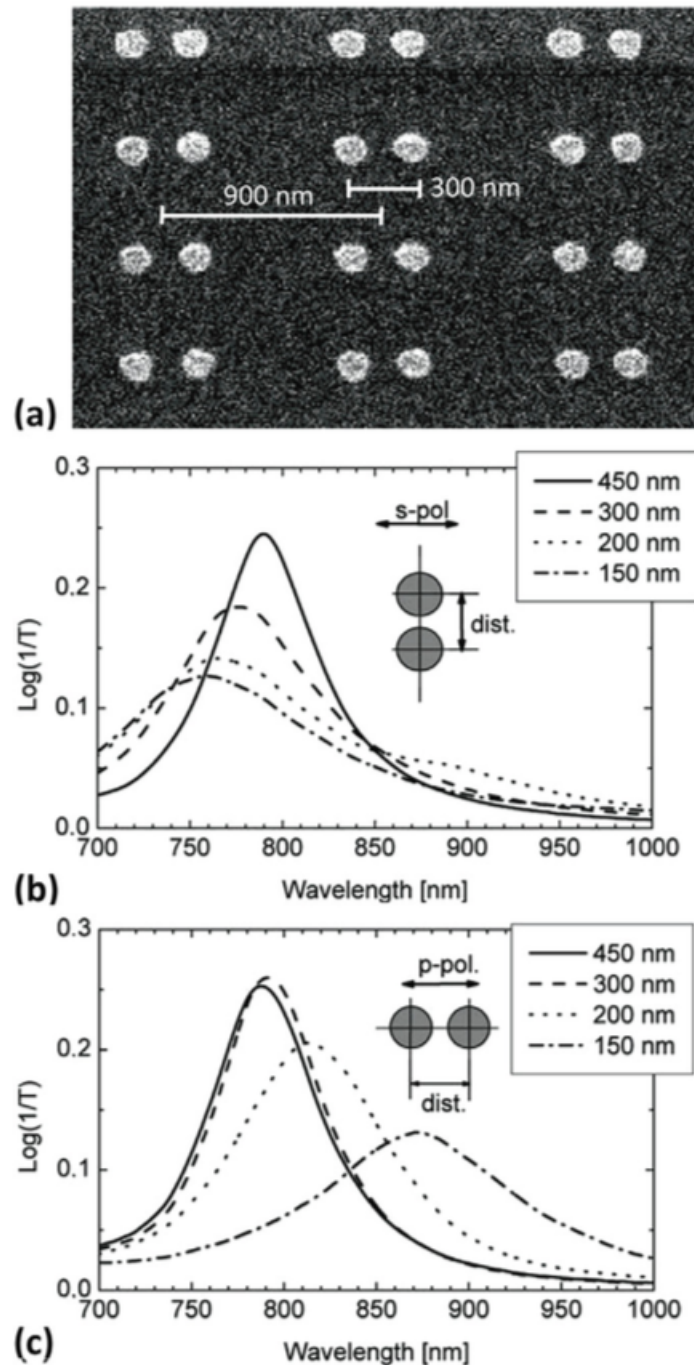 900 nm
300 nm
(a)
0.3
0.2
0.1
0.0
Log(1/T)
s-pol
dist.
450 nm
300 nm
200 nm
150 nm
700 750 800 850 900 950 1000
Wavelength [nm]
(b)
0.3
0.2
0.1
0.0
Log(1/T)
p-pol.
dist.
450 nm
300 nm
200 nm
150 nm
700 750 800 850 900 950 1000
Wavelength [nm]
(c)